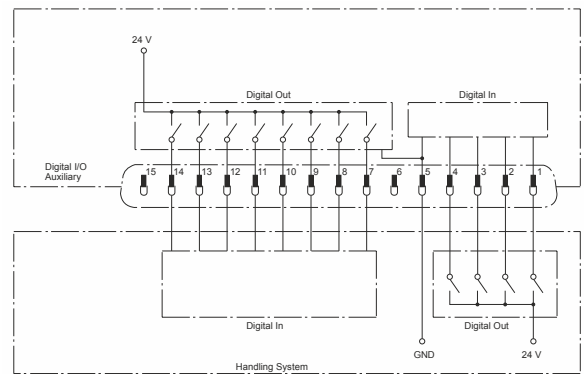 24 V
Digital Out
Digital In
Digital I/O
Auxiliary
15 14 13 12 11 10 9 8 7 6 5 4 3 2 1
Digital In
Digital Out
GND
24 V
Handling System